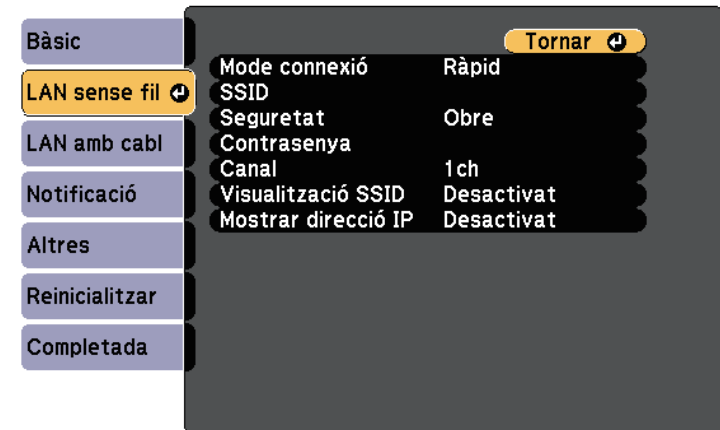 Bàsic
LAN sense fil
LAN amb cabl
Notificació
Altres
Reinicialitzar
Completada
Tornar
Mode connexió Ràpid
SSID
Seguretat Obre
Contrasenya
Canal 1ch
Visualització SSID Desactivat
Mostrar direcció IP Desactivat